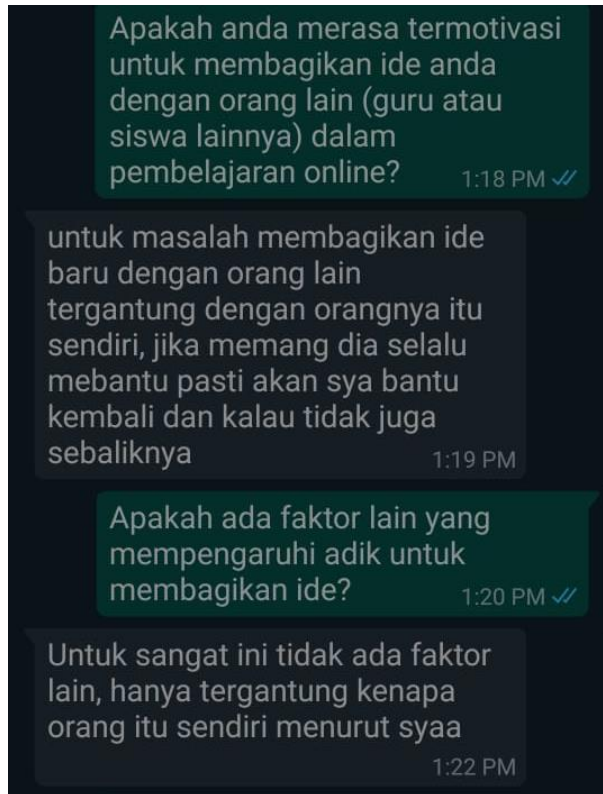 Apakah anda merasa termotivasi
untuk membagikan ide anda
dengan orang lain (guru atau
siswa lainnya) dalam
pembelajaran online?
1:18 PM
untuk masalah membagikan ide
baru dengan orang lain
tergantung dengan orangnya itu
sendiri, jika memang dia selalu
mebantu pasti akan sya bantu
kembali dan kalau tidak juga
sebaliknya
1:19 PM
Apakah ada faktor lain yang
mempengaruhi adik untuk
membagikan ide?
1:20 PM
Untuk sangat ini tidak ada faktor
lain, hanya tergantung kenapa
orang itu sendiri menurut syaa
1:22 PM